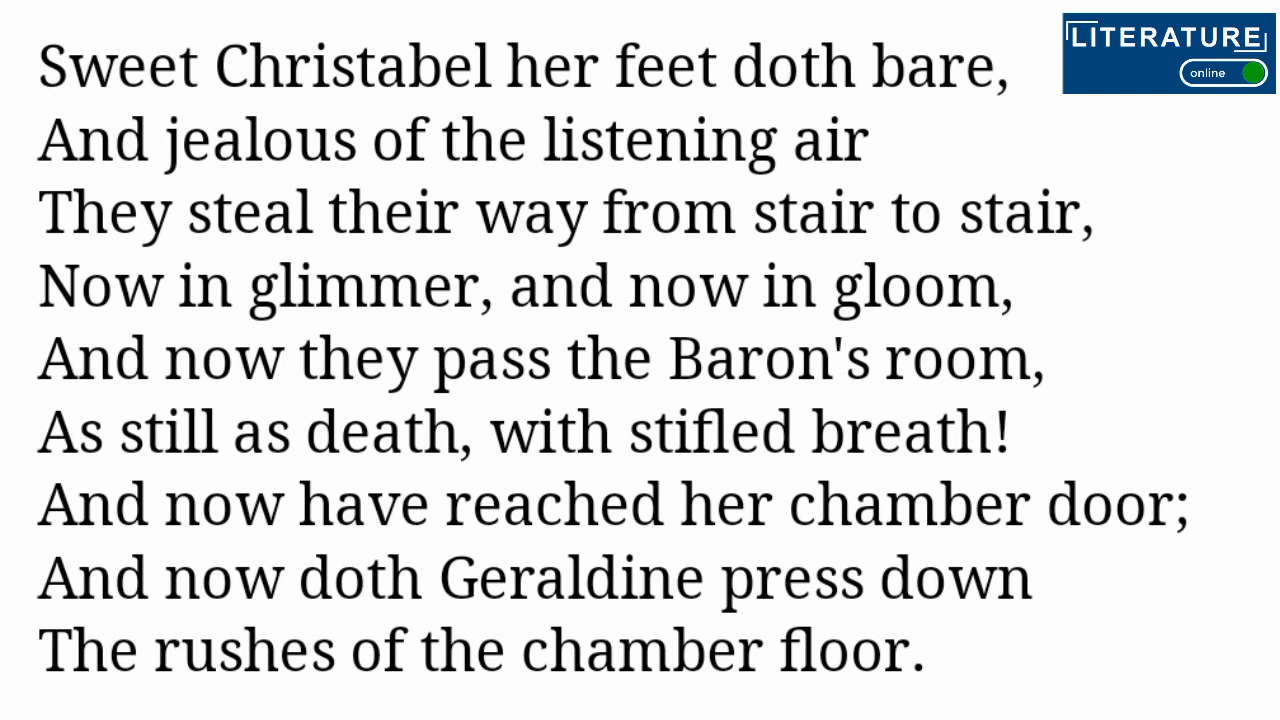 LITERATURE
online
Sweet Christabel her feet doth bare,
And jealous of the listening air
They steal their way from stair to stair,
Now in glimmer, and now in gloom,
And now they pass the Baron's room,
As still as death, with stifled breath!
And now have reached her chamber door;
And now doth Geraldine press down
The rushes of the chamber floor.